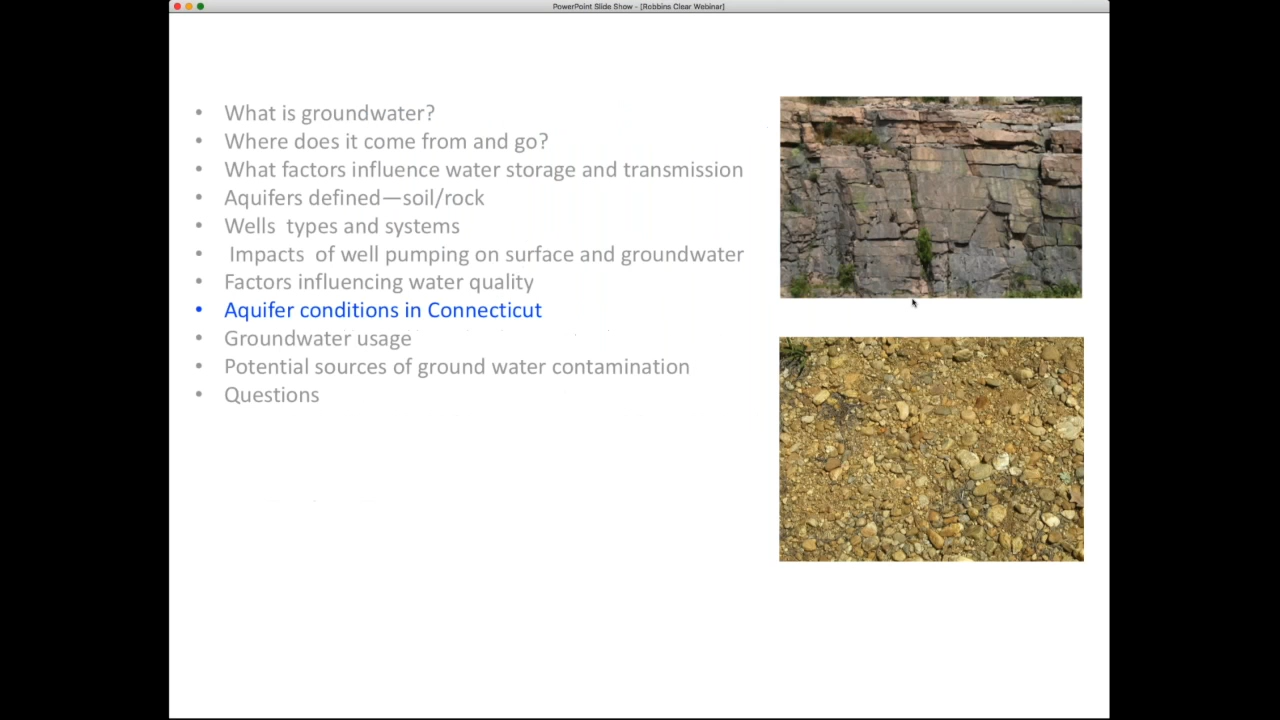 PowerPoint Slide Show - [Robbins Clear Webinar]
• What is groundwater?
• Where does it come from and go?
• What factors influence water storage and transmission
• Aquifers defined—soil/rock
• Wells  types and systems
•  Impacts  of well pumping on surface and groundwater
• Factors influencing water quality
• Aquifer conditions in Connecticut
• Groundwater usage
• Potential sources of ground water contamination
• Questions